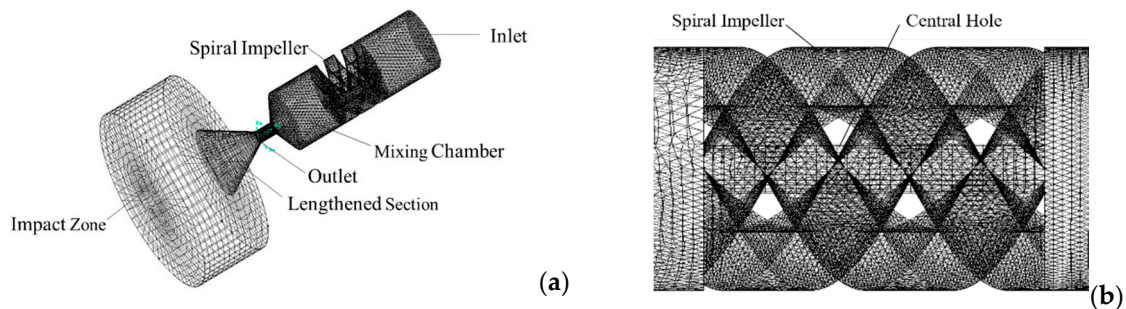 Spiral Impeller
Inlet
Mixing Chamber
Outlet
Lengthened Section
Impact Zone
(a)
Spiral Impeller
Central Hole
(b)